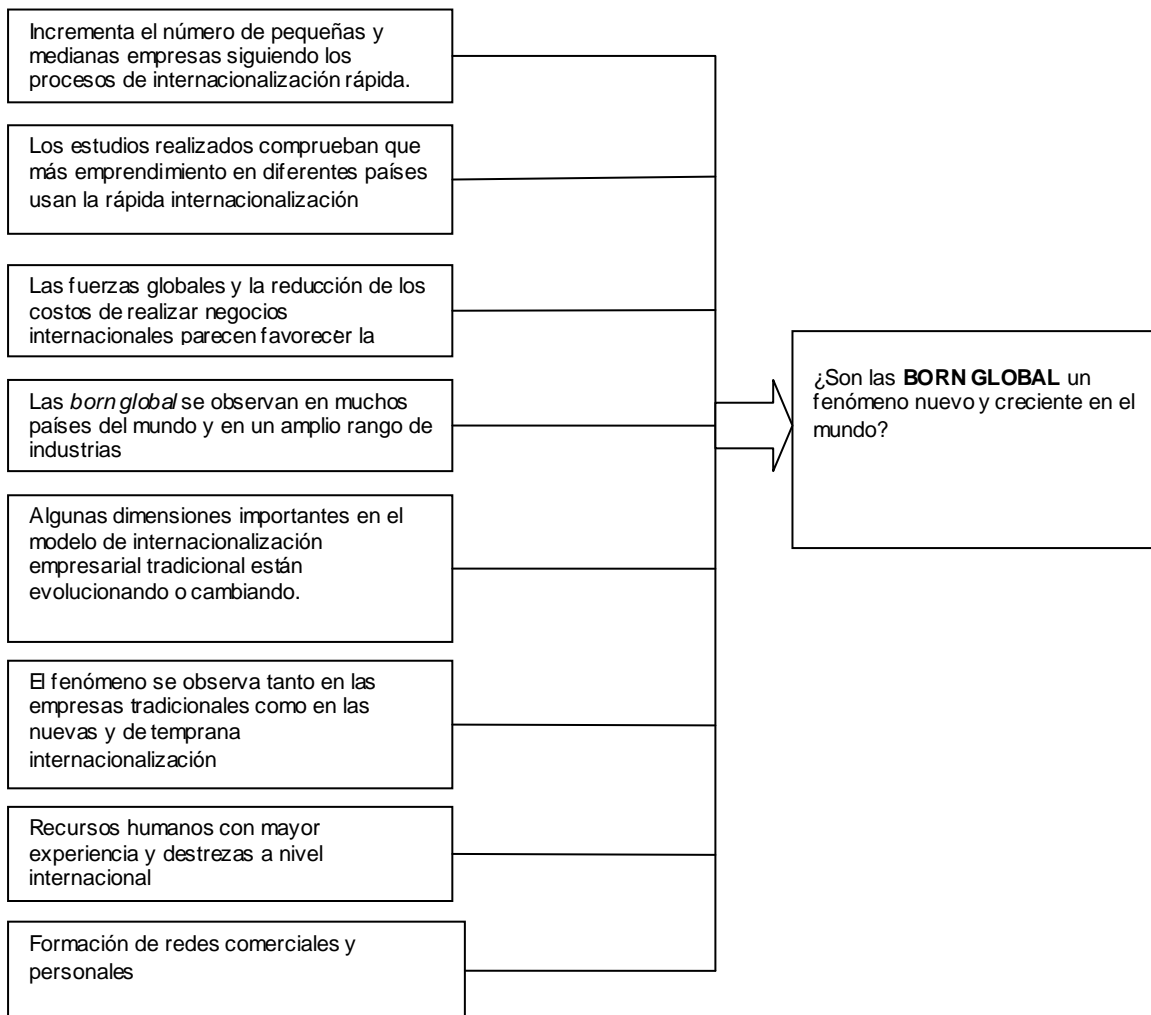 Incrementa el número de pequeñas y
medianas empresas siguiendo los
procesos de internacionalización rápida.
Los estudios realizados comprueban que
más emprendimiento en diferentes países
usan la rápida internacionalización
Las fuerzas globales y la reducción de los
costos de realizar negocios
internacionales parecen favorecer la
Las born global se observan en muchos
países del mundo y en un amplio rango de
industrias
Algunas dimensiones importantes en el
modelo de internacionalización
empresarial tradicional están
evolucionando o cambiando.
El fenómeno se observa tanto en las
empresas tradicionales como en las
nuevas y de temprana
internacionalización
Recursos humanos con mayor
experiencia y destrezas a nivel
internacional
Formación de redes comerciales y
personales
¿Son las BORN GLOBAL un
fenómeno nuevo y creciente en el
mundo?